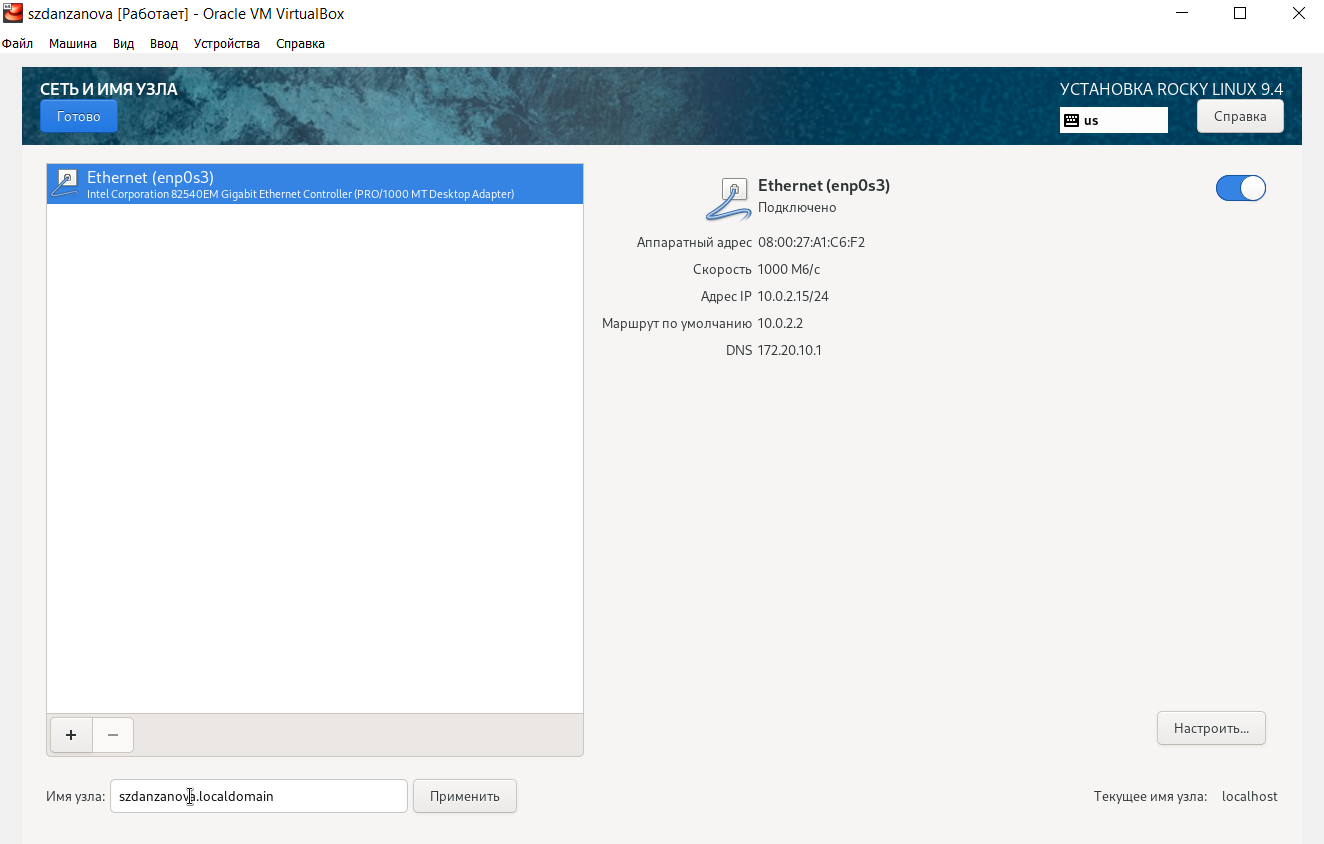 szdanzanova [Работает] - Oracle VM VirtualBox
Файл Машина Вид Ввод Устройства Справка
СЕТЬ И ИМЯ УЗЛА
Готово
УСТАНОВКА ROCKY LINUX 9.4
us
Справка
Ethernet (enp0s3)
Intel Corporation 82540EM Gigabit Ethernet Controller (PRO/1000 MT Desktop Adapter)
Ethernet (enp0s3)
Подключено
Аппаратный адрес 08:00:27:A1:C6:F2
Скорость 1000 Мб/с
Адрес IP 10.0.2.15/24
Маршрут по умолчанию 10.0.2.2
DNS 172.20.10.1
+ −
Настроить...
Имя узла: szdanzanova.localdomain Применить
Текущее имя узла: localhost